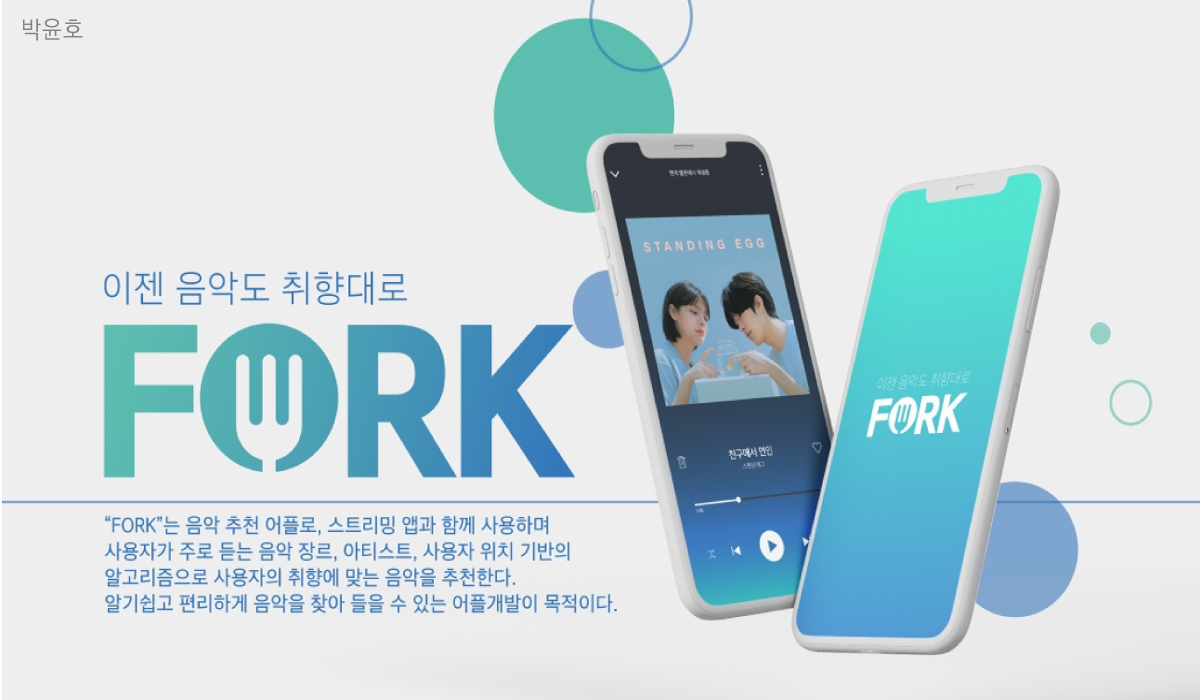 박윤호
이젠 음악도 취향대로
FORK
“FORK”는 음악 추천 어플로, 스트리밍 앱과 함께 사용하며
사용자가 주로 듣는 음악 장르, 아티스트, 사용자 위치 기반의
알고리즘으로 사용자의 취향에 맞는 음악을 추천한다.
알기쉽고 편리하게 음악을 찾아 들을 수 있는 어플개발이 목적이다.
STANDING EGG
친구에서 연인
스탠딩 에그
이젠 음악도 취향대로
FORK